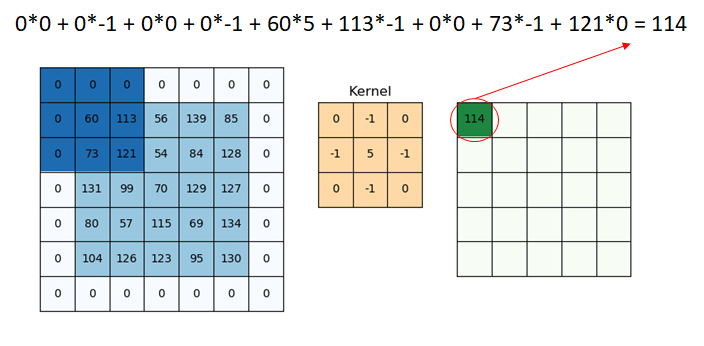 0*0 + 0*-1 + 0*0 + 0*-1 + 60*5 + 113*-1 + 0*0 + 73*-1 + 121*0 = 114
Kernel
0 0 0 0 0 0 0
0 60 113 56 139 85 0
0 73 121 54 84 128 0
0 131 99 70 129 127 0
0 80 57 115 69 134 0
0 104 126 123 95 130 0
0 0 0 0 0 0 0
0 -1 0
-1 5 -1
0 -1 0
114